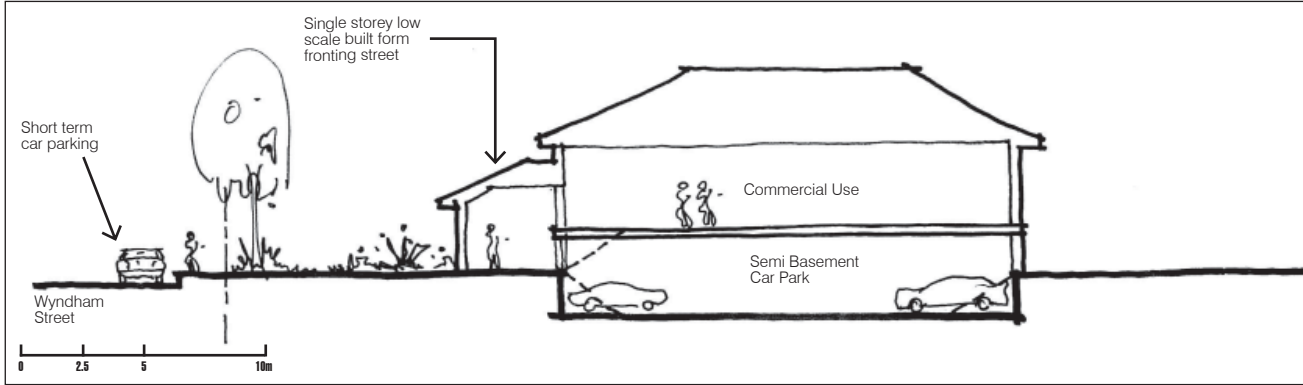 Single storey low
scale built form
fronting street
Short term
car parking
Commercial Use
Semi Basement
Car Park
Wyndham
Street
0 2.5 5 10m